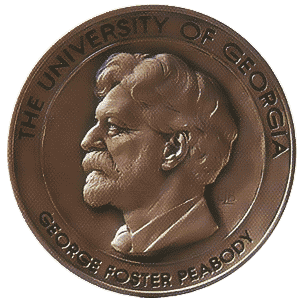 THE UNIVERSITY OF GEORGIA
GEORGE FOSTER PEABODY